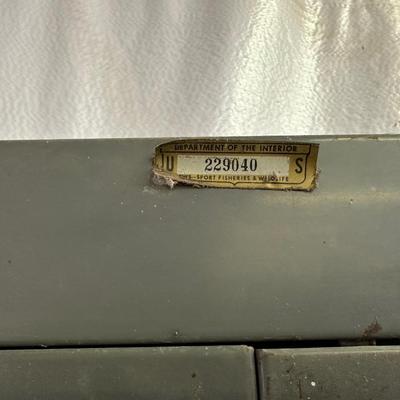 DEPARTMENT OF THE INTERIOR
U 229040 S
SPORT FISHERIES & WILDLIFE